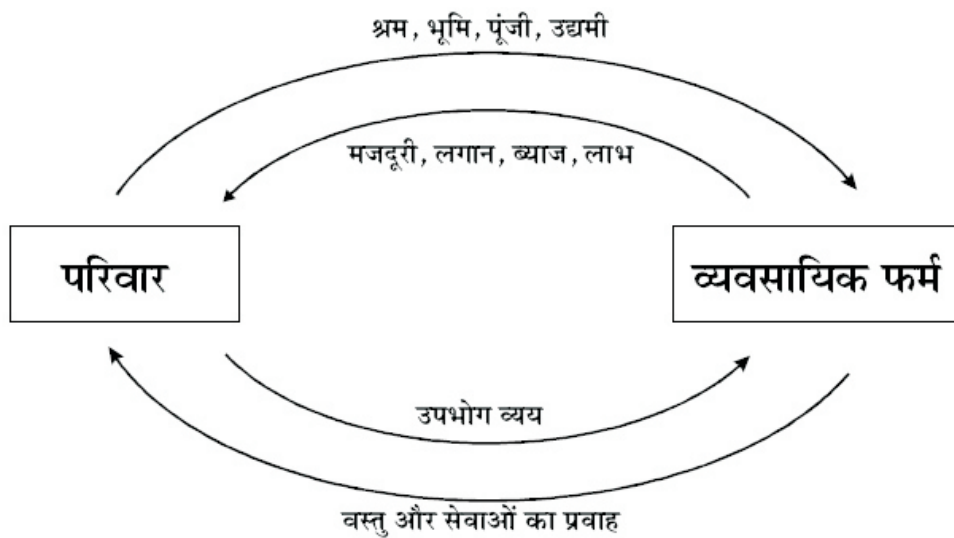 श्रम, भूमि, पूंजी, उद्यमी
मजदूरी, लगान, ब्याज, लाभ
परिवार
व्यवसायिक फर्म
उपभोग व्यय
वस्तु और सेवाओं का प्रवाह